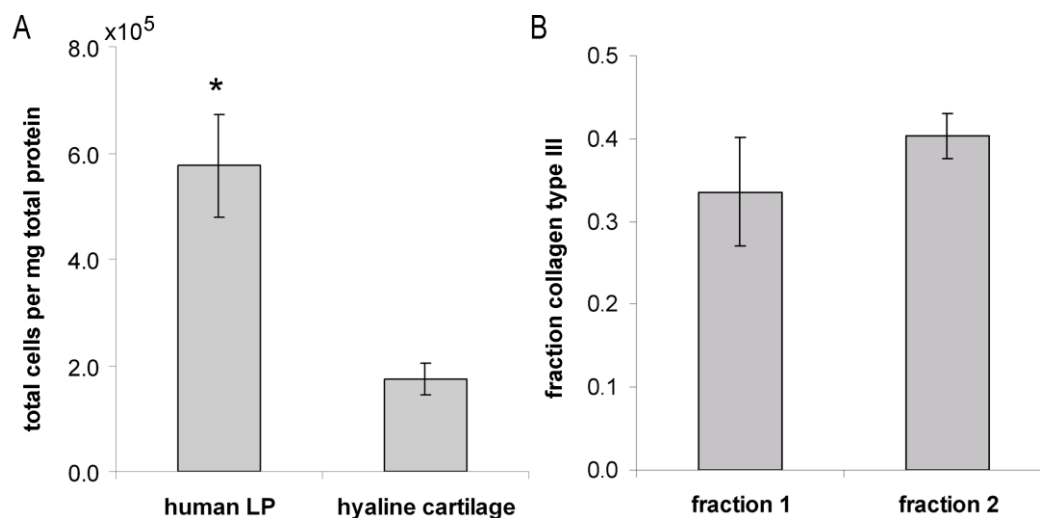 A
x10⁵
total cells per mg total protein
8.0
6.0
4.0
2.0
0.0
*
human LP
hyaline cartilage
B
fraction collagen type III
0.5
0.4
0.3
0.2
0.1
0.0
fraction 1
fraction 2